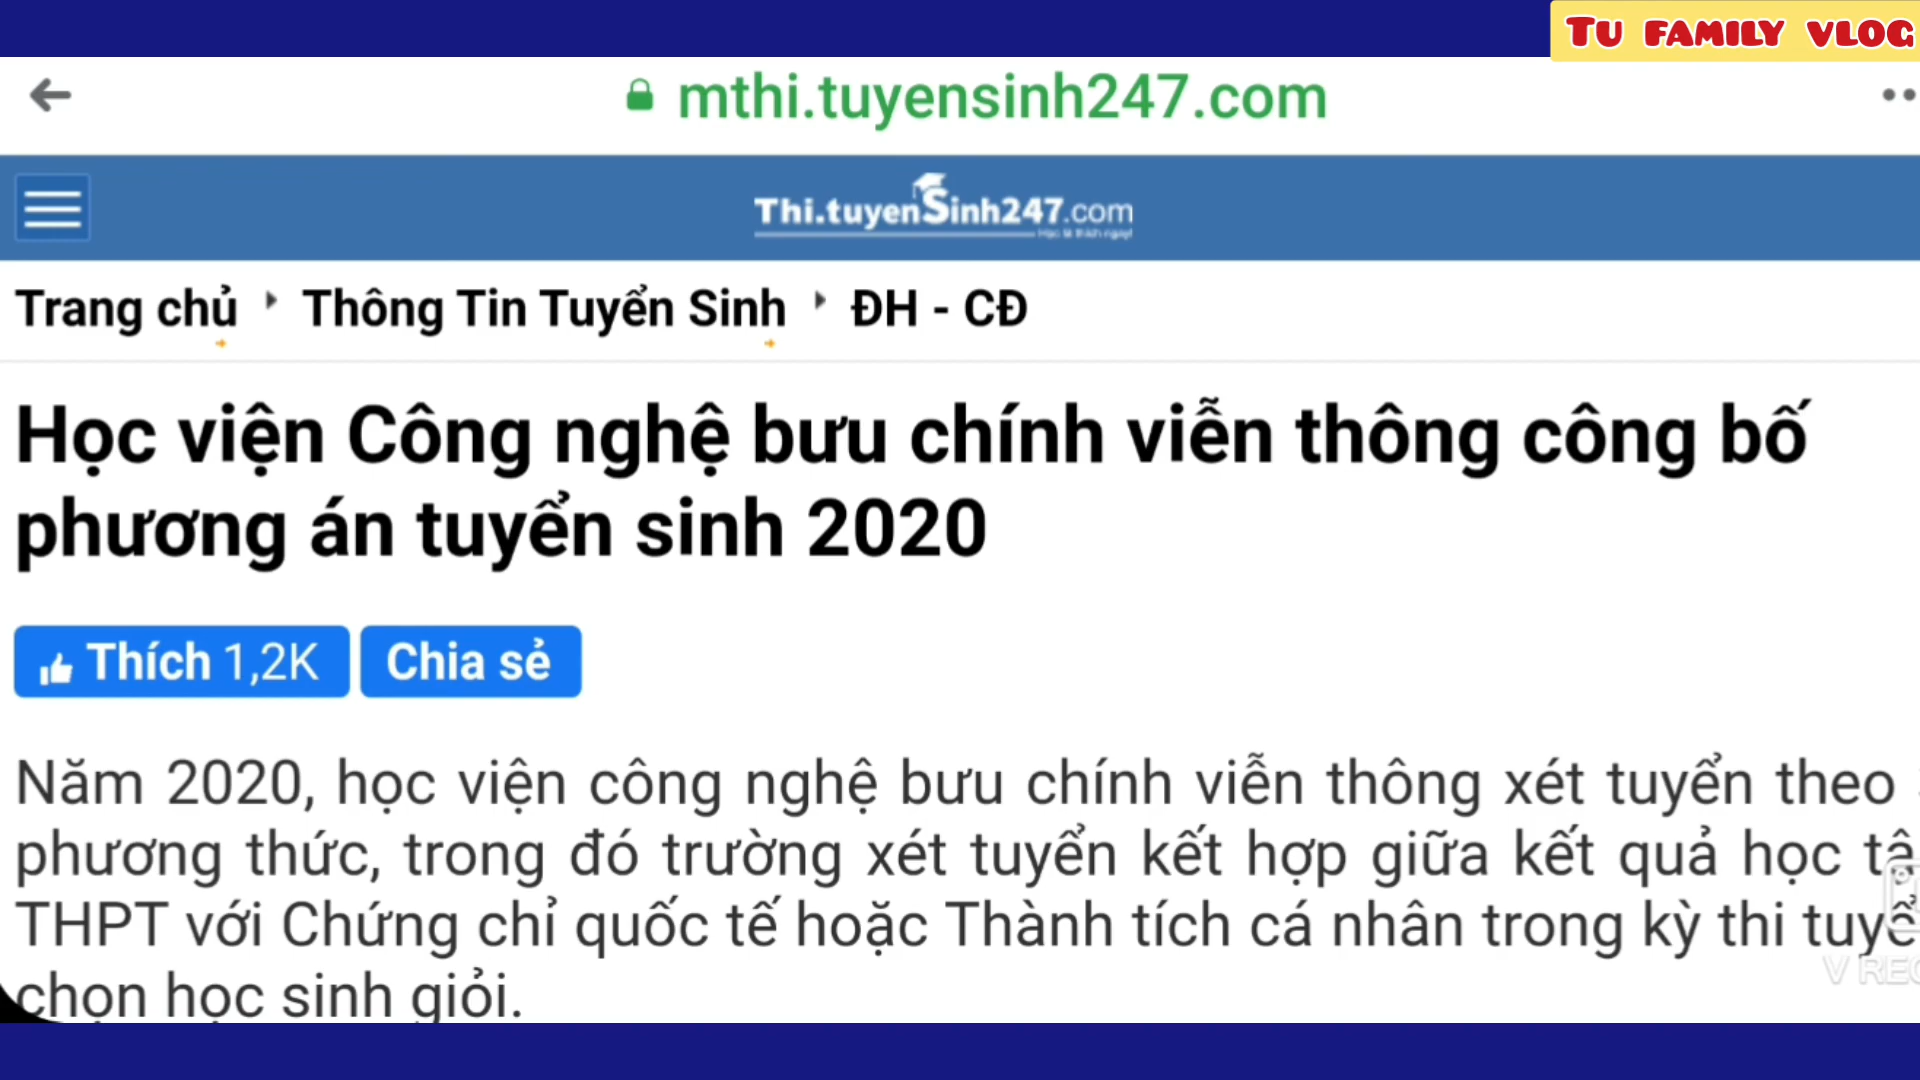 TU FAMILY VLOG
mthi.tuyensinh247.com
Thi.tuyenSinh247.com
Học là thích ngay!
Trang chủ Thông Tin Tuyển Sinh ĐH - CĐ
Học viện Công nghệ bưu chính viễn thông công bố
phương án tuyển sinh 2020
Thích 1,2K Chia sẻ
Năm 2020, học viện công nghệ bưu chính viễn thông xét tuyển theo
phương thức, trong đó trường xét tuyển kết hợp giữa kết quả học
THPT với Chứng chỉ quốc tế hoặc Thành tích cá nhân trong kỳ thi
chọn học sinh giỏi.